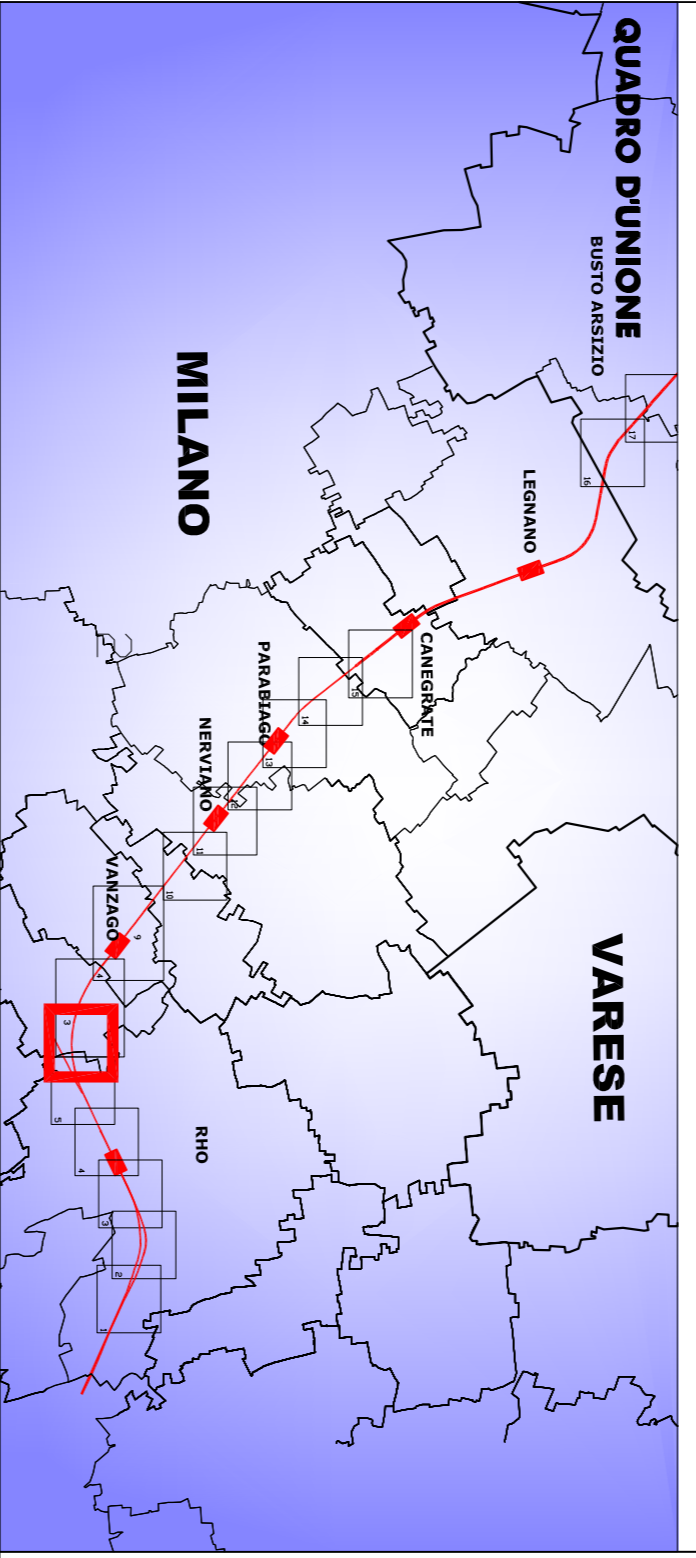 QUADRO D'UNIONE
BUSTO ARSIZIO
17
16
LEGNANO
MILANO
VARESE
CANEGRATE
15
PARABIAGO
14
13
NERVIANO
12
11
10
VANZAGO
9
4
3
RHO
5
4
3
2
1